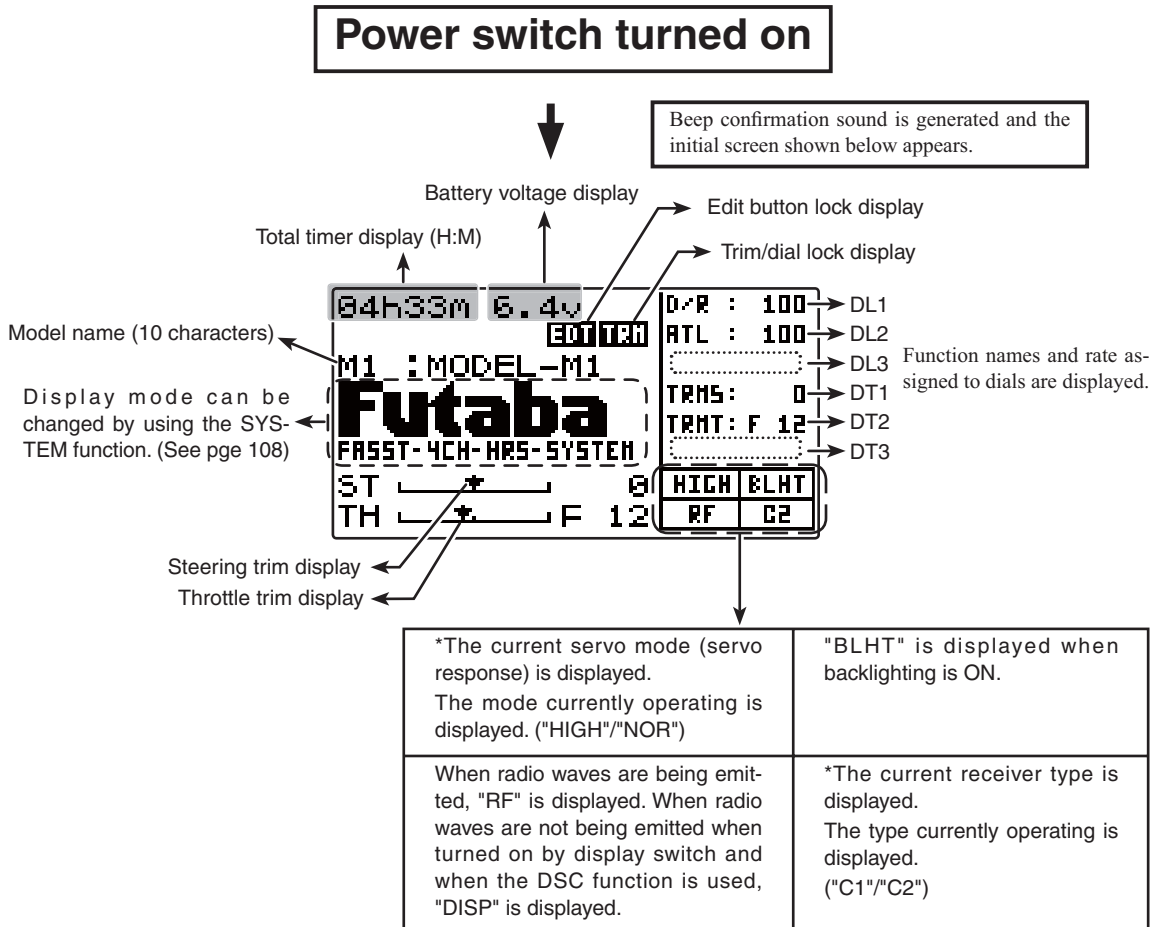 Power switch turned on
Beep confirmation sound is generated and the
initial screen shown below appears.
Battery voltage display
Edit button lock display
Total timer display (H:M)
Trim/dial lock display
04h33m 6.4v
EDT TRM
Model name (10 characters)
M1 :MODEL-M1
Display mode can be
changed by using the SYS-
TEM function. (See pge 108)
Futaba
FASST-4CH-HRS-SYSTEM
ST 0
TH F 12
D/R : 100 DL1
ATL : 100 DL2
DL3
TRMS: 0 DT1
TRMT: F 12 DT2
DT3
Function names and rate as-
signed to dials are displayed.
HIGH BLHT
RF C2
Steering trim display
Throttle trim display
*The current servo mode (servo
response) is displayed.
The mode currently operating is
displayed. ("HIGH"/"NOR")
"BLHT" is displayed when
backlighting is ON.
When radio waves are being emit-
ted, "RF" is displayed. When radio
waves are not being emitted when
turned on by display switch and
when the DSC function is used,
"DISP" is displayed.
*The current receiver type is
displayed.
The type currently operating is
displayed.
("C1"/"C2")